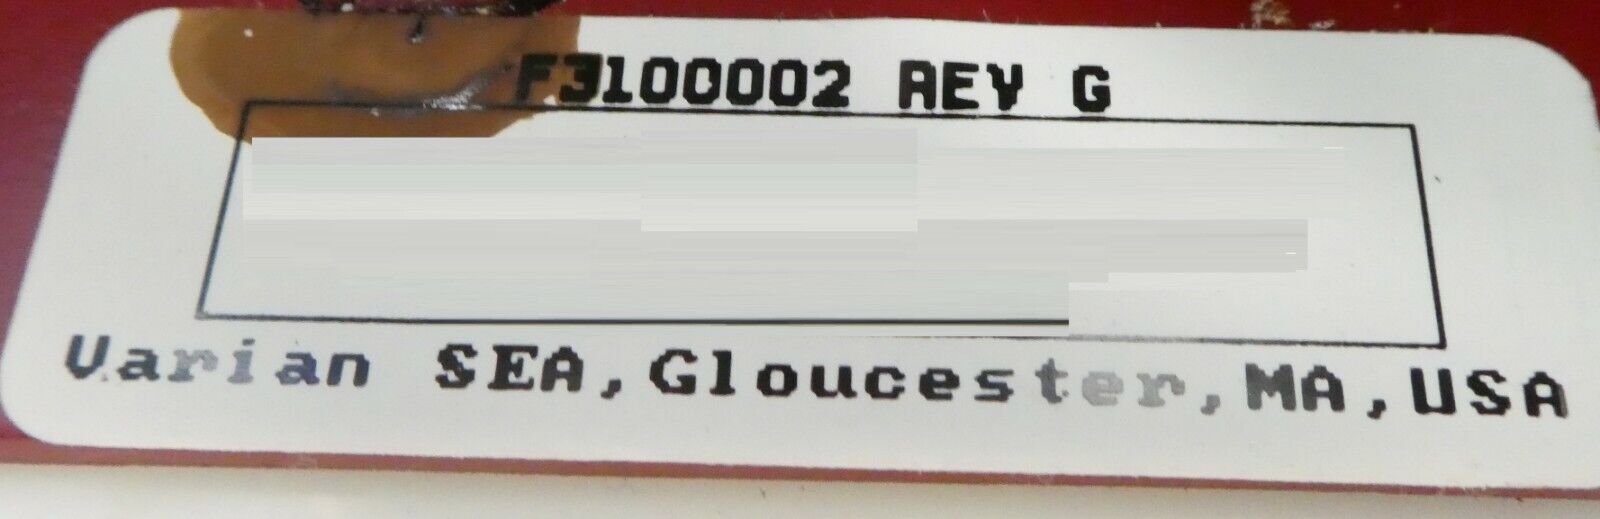 F3100002 REV G
Varian SEA,Gloucester,MA,USA